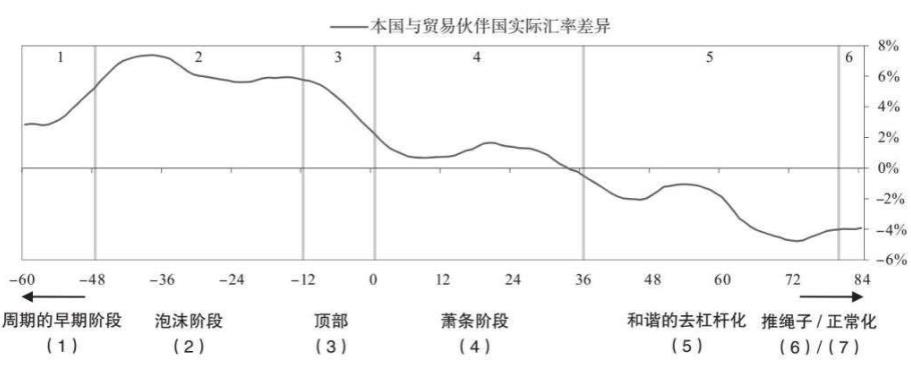 本国与贸易伙伴国实际汇率差异
1 2 3 4 5 6
8%
6%
4%
2%
0%
-2%
-4%
-6%
-60 -48 -36 -24 -12 0 12 24 36 48 60 72 84
周期的早期阶段 泡沫阶段 顶部 萧条阶段 和谐的去杠杆化 推绳子/正常化
(1) (2) (3) (4) (5) (6)/(7)